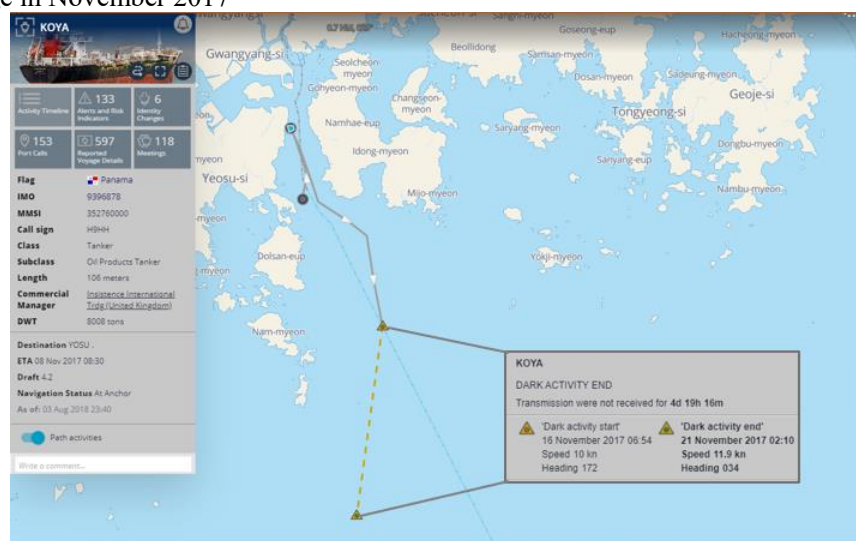 e in November 2017
KOYA
Activity Timeline
133
Alerts and Risk Indicators
6
Identity Changes
153
Port Calls
597
Reported Voyage Details
118
Meetings
Flag Panama
IMO 9396878
MMSI 352760000
Call sign H9HH
Class Tanker
Subclass Oil Products Tanker
Length 106 meters
Commercial Manager Insistence International Trdg (United Kingdom)
DWT 8008 tons
Destination YOSU .
ETA 08 Nov 2017 08:30
Draft 4.2
Navigation Status At Anchor
As of: 03 Aug 2018 23:40
Path activities
Write a comment...
Gwangyang-si
Seolcheon-myeon
Gohyeon-myeon
Changseon-myeon
Namhae-eup
Idong-myeon
Mijo-myeon
Yeosu-si
Dolsan-eup
Nam-myeon
Beollidong
Goseong-eup
Samsan-myeon
Hacheong-myeon
Dosan-myeon
Sadeung-myeon
Geoje-si
Tongyeong-si
Saryang-myeon
Sanyang-eup
Dongbu-myeon
Nambu-myeon
Yokji-myeon
KOYA
DARK ACTIVITY END
Transmission were not received for 4d 19h 16m
'Dark activity start'
16 November 2017 06:54
Speed 10 kn
Heading 172
'Dark activity end'
21 November 2017 02:10
Speed 11.9 kn
Heading 034